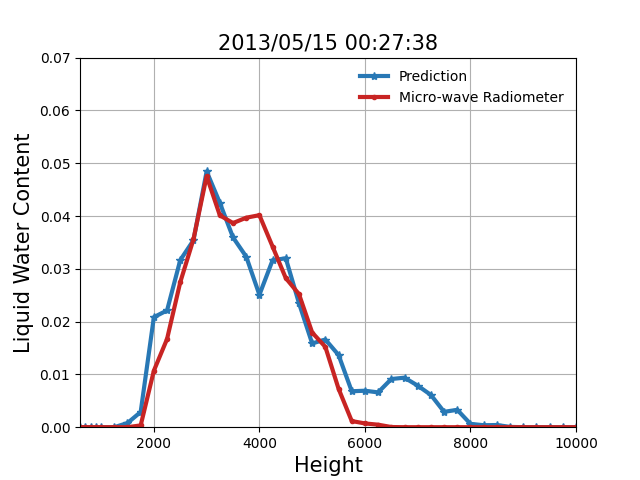 2013/05/15 00:27:38
Liquid Water Content
0.07
0.06
0.05
0.04
0.03
0.02
0.01
0.00
Prediction
Micro-wave Radiometer
2000 4000 6000 8000 10000
Height